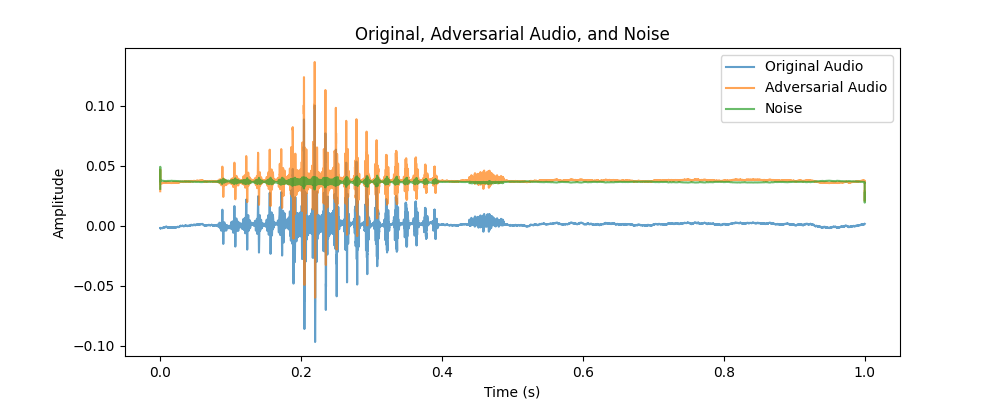 Original, Adversarial Audio, and Noise
Original Audio
Adversarial Audio
Noise
Amplitude
0.10
0.05
0.00
−0.05
−0.10
0.0
0.2
0.4
0.6
0.8
1.0
Time (s)